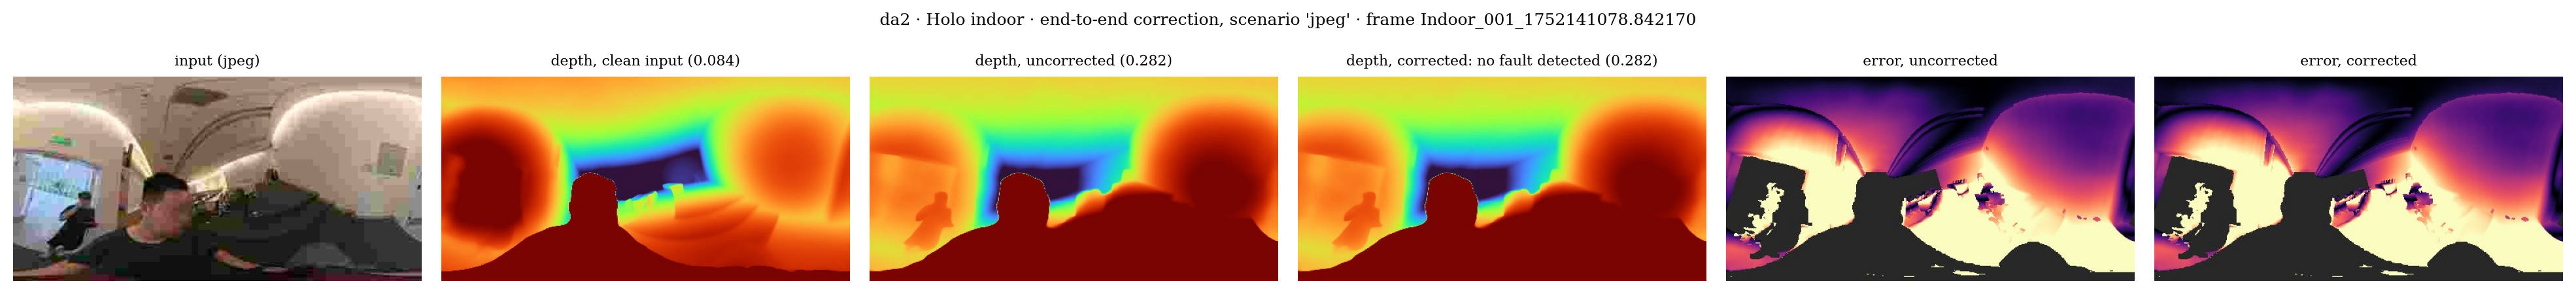 da2 · Holo indoor · end-to-end correction, scenario 'jpeg' · frame Indoor_001_1752141078.842170
input (jpeg)
depth, clean input (0.084)
depth, uncorrected (0.282)
depth, corrected: no fault detected (0.282)
error, uncorrected
error, corrected